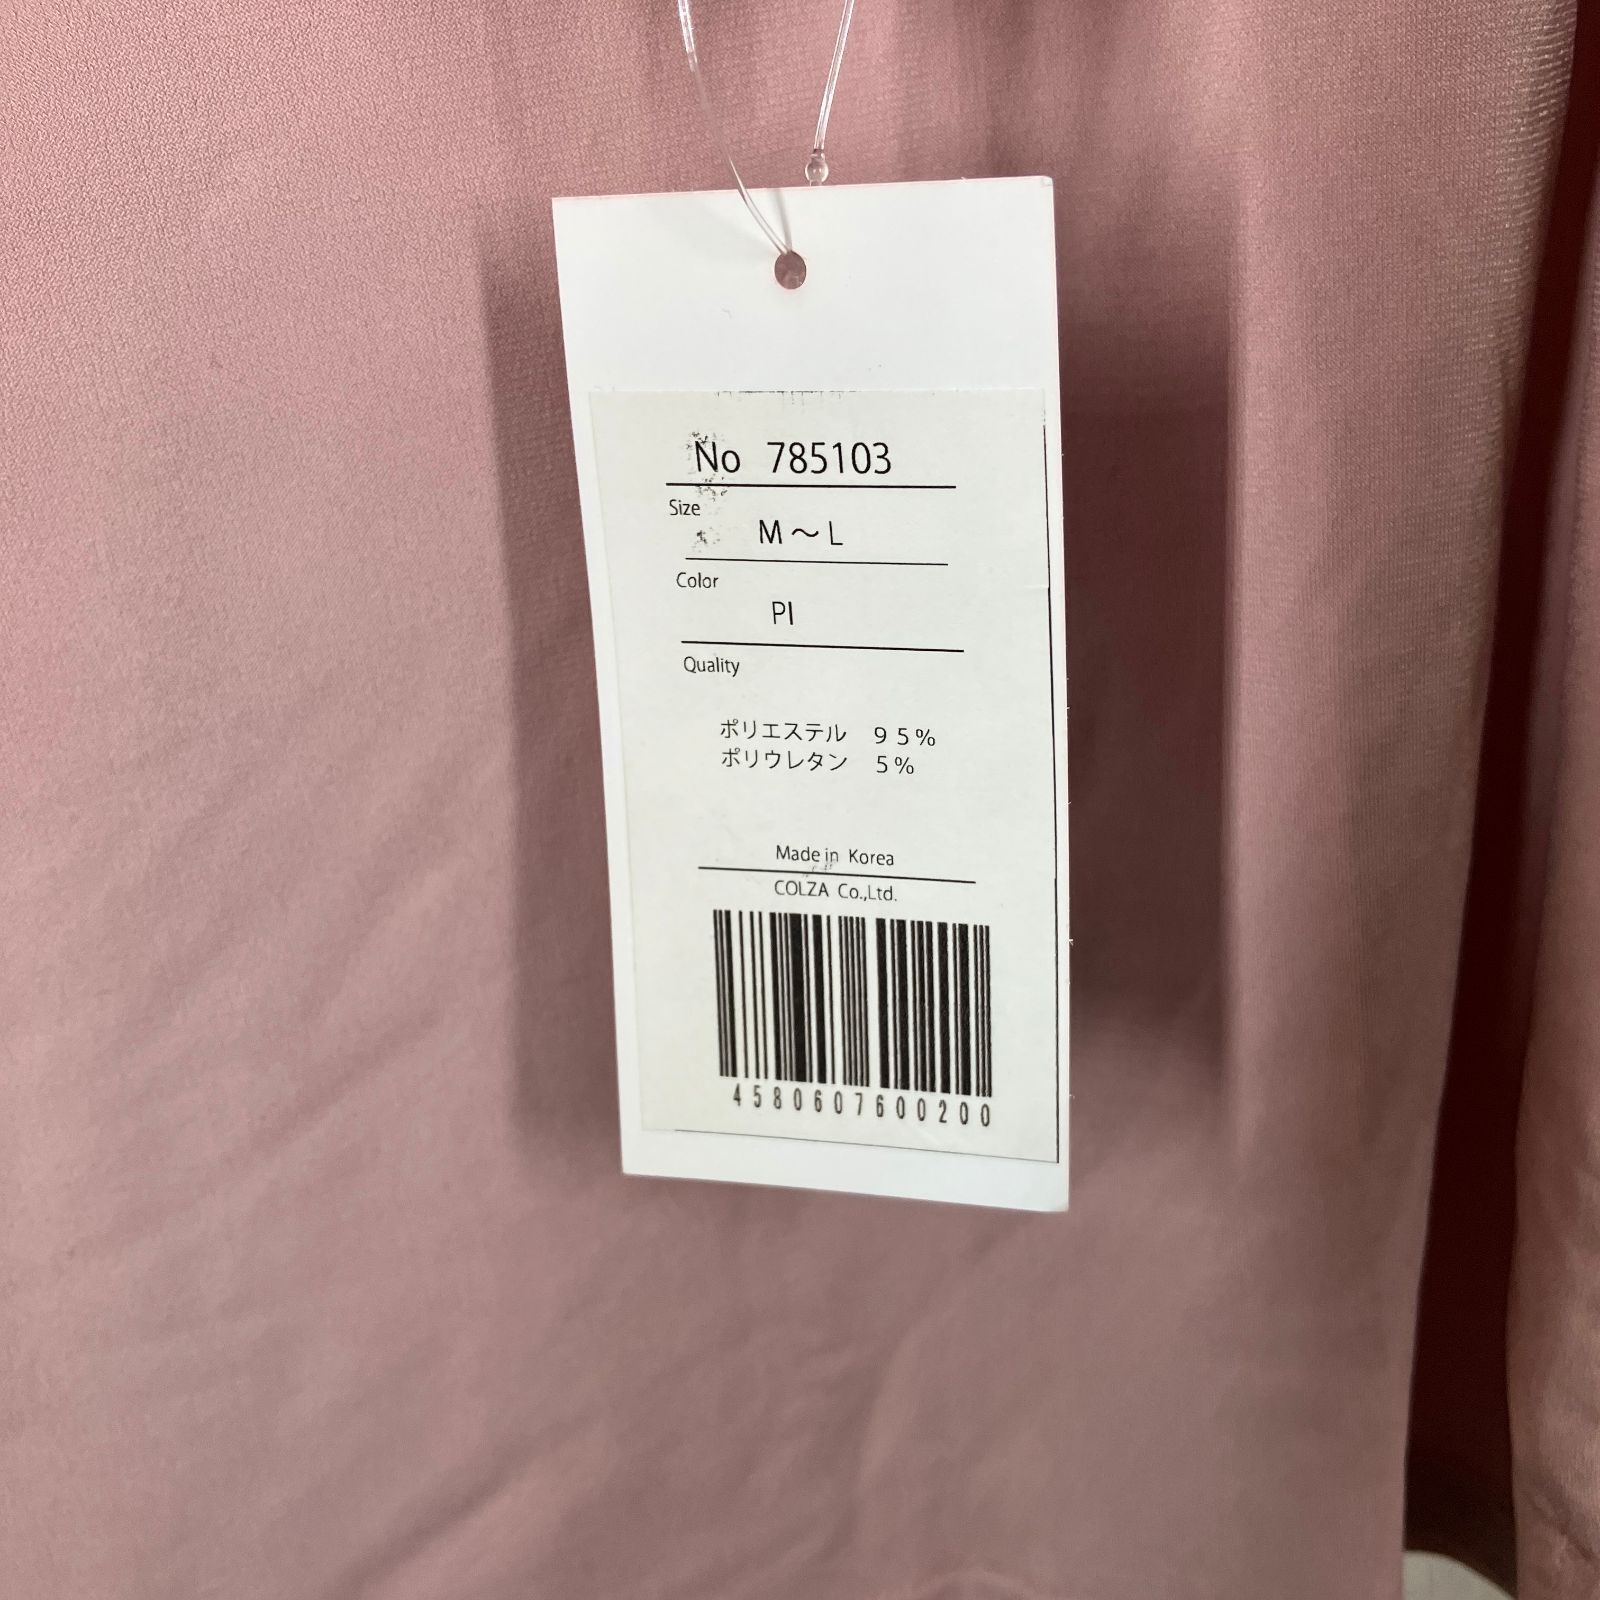 No 785103
Size
M～L
Color
PI
Quality
ポリエステル　９５％
ポリウレタン　５％
Made in Korea
COLZA Co.,Ltd.
4580607600200